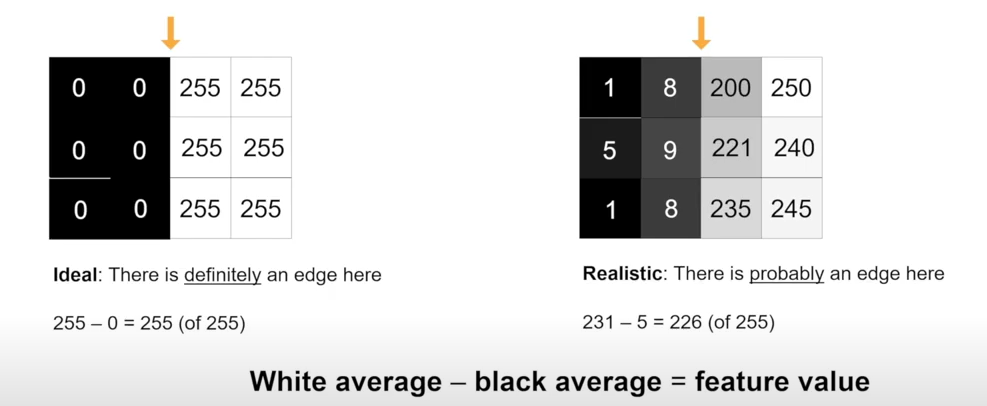 0 0 255 255
0 0 255 255
0 0 255 255
Ideal: There is definitely an edge here
255 – 0 = 255 (of 255)
1 8 200 250
5 9 221 240
1 8 235 245
Realistic: There is probably an edge here
231 – 5 = 226 (of 255)
White average – black average = feature value